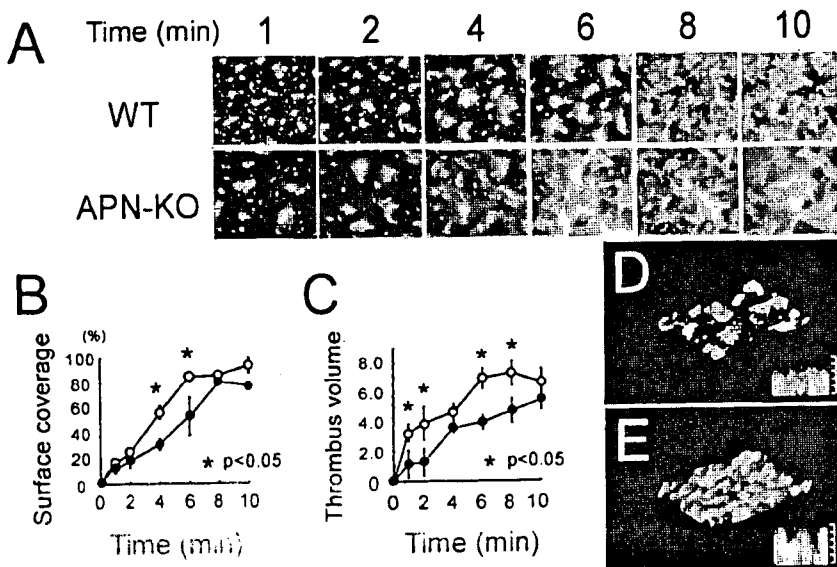 A
Time (min) 1 2 4 6 8 10
WT
APN-KO
B
(%)
100
80
60
40
20
0
Surface coverage
* *
* p<0.05
0 2 4 6 8 10
Time (min)
C
8.0
6.0
4.0
2.0
0
Thrombus volume
* * * *
* p<0.05
0 2 4 6 8 10
Time (min)
D
E